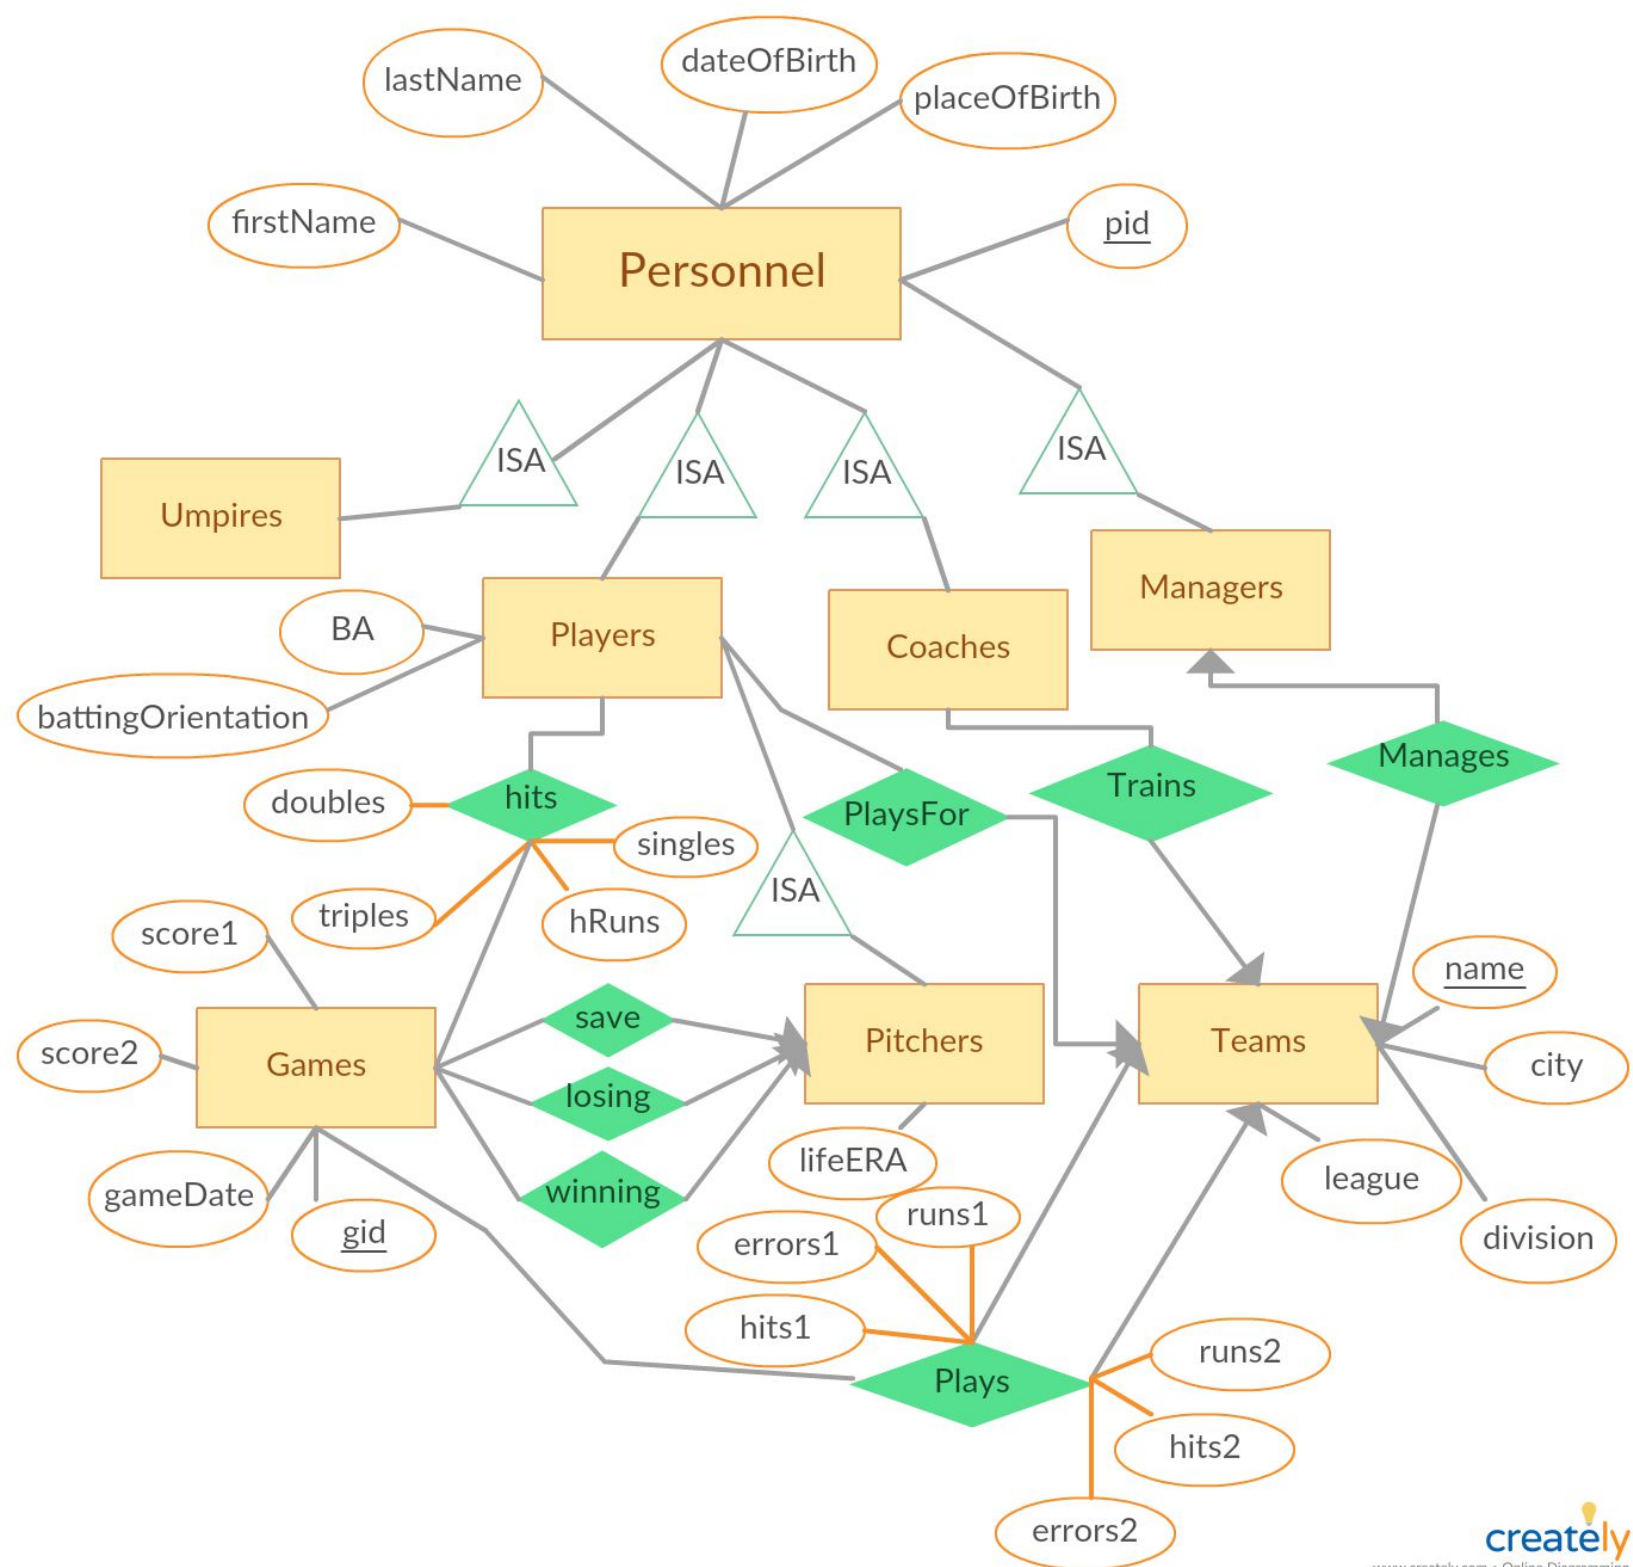 dateOfBirth
lastName
placeOfBirth
firstName
pid
Personnel
ISA
ISA
ISA
ISA
Umpires
Managers
BA
Players
Coaches
battingOrientation
Manages
doubles
hits
PlaysFor
Trains
singles
ISA
triples
hRuns
score1
name
save
Pitchers
Teams
score2
Games
city
losing
lifeERA
league
gameDate
winning
runs1
gid
errors1
division
hits1
runs2
Plays
hits2
errors2
creately